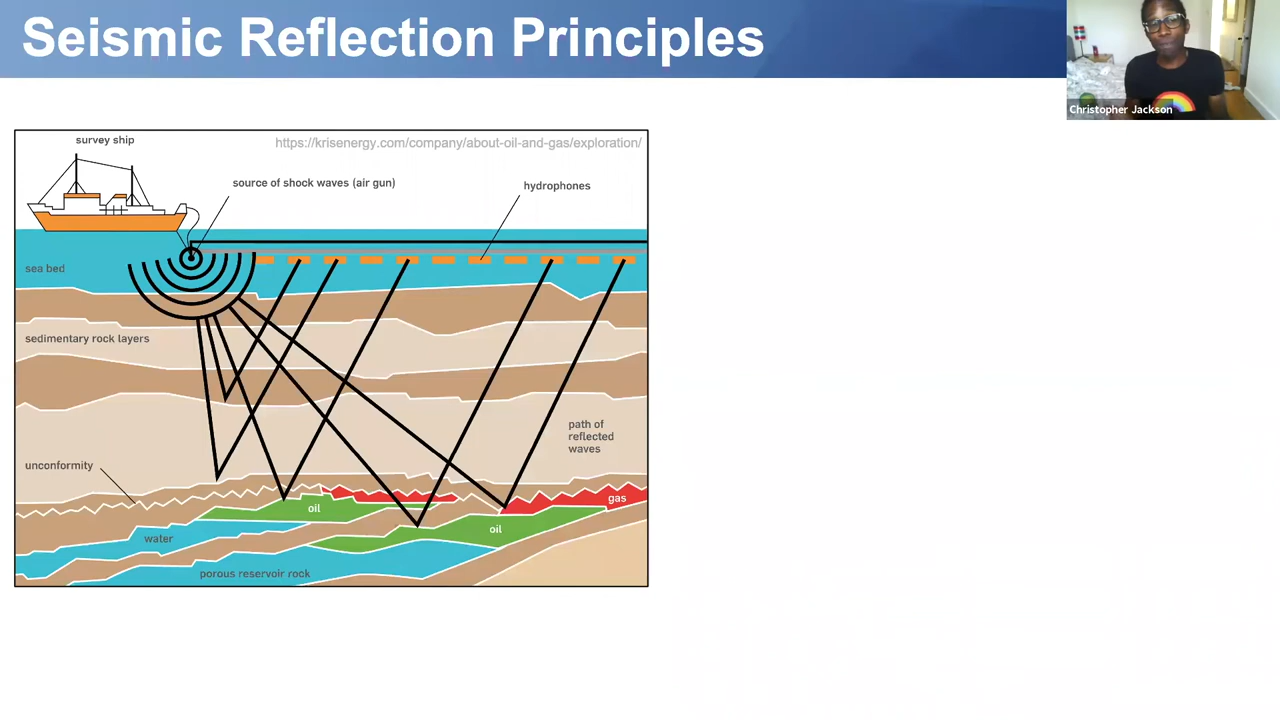 Seismic Reflection Principles
Christopher Jackson
survey ship
https://krisenergy.com/company/about-oil-and-gas/exploration/
source of shock waves (air gun)
hydrophones
sea bed
sedimentary rock layers
path of
reflected
waves
unconformity
gas
oil
oil
water
porous reservoir rock